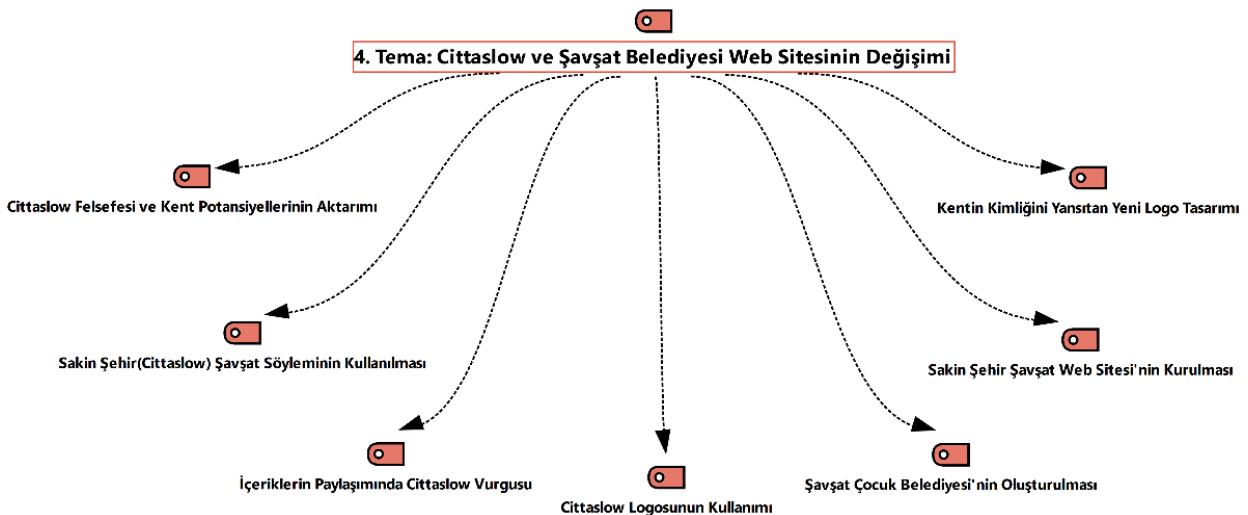 4. Tema: Cittaslow ve Şavşat Belediyesi Web Sitesinin Değişimi
Cittaslow Felsefesi ve Kent Potansiyellerinin Aktarımı
Kentin Kimliğini Yansıtan Yeni Logo Tasarımı
Sakin Şehir(Cittaslow) Şavşat Söyleminin Kullanılması
Sakin Şehir Şavşat Web Sitesi'nin Kurulması
İçeriklerin Paylaşımında Cittaslow Vurgusu
Şavşat Çocuk Belediyesi'nin Oluşturulması
Cittaslow Logosunun Kullanımı